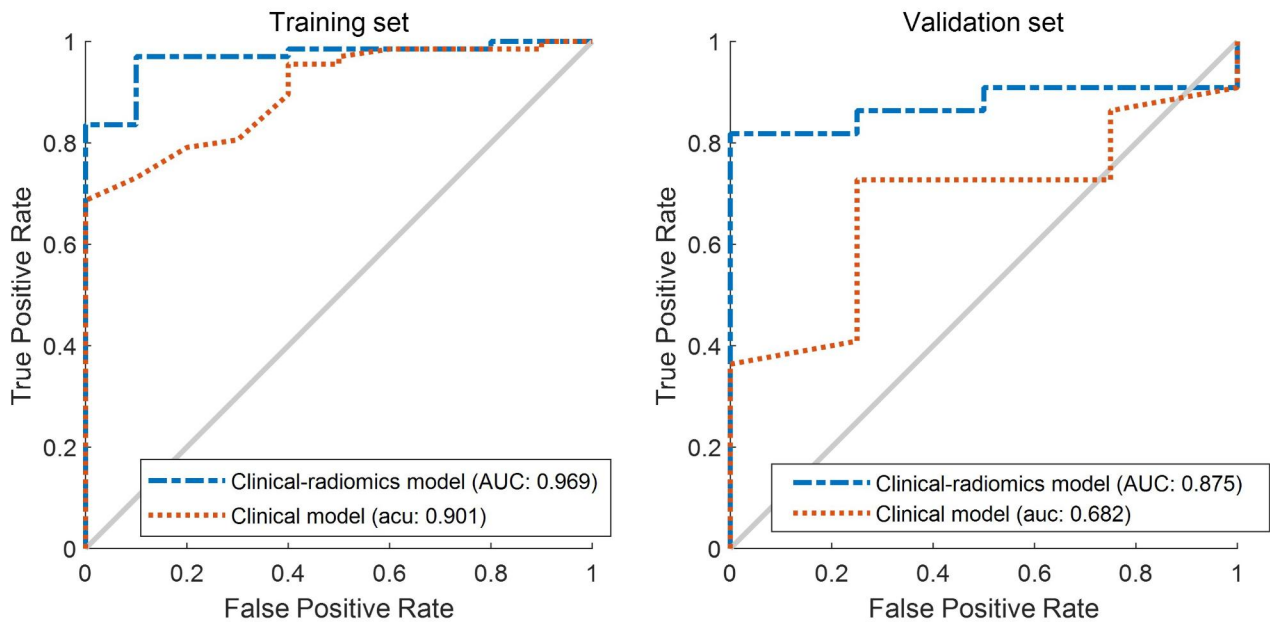 Training set
1
0.8
0.6
0.4
0.2
0
True Positive Rate
Clinical-radiomics model (AUC: 0.969)
Clinical model (acu: 0.901)
0 0.2 0.4 0.6 0.8 1
False Positive Rate
Validation set
1
0.8
0.6
0.4
0.2
0
True Positive Rate
Clinical-radiomics model (AUC: 0.875)
Clinical model (auc: 0.682)
0 0.2 0.4 0.6 0.8 1
False Positive Rate